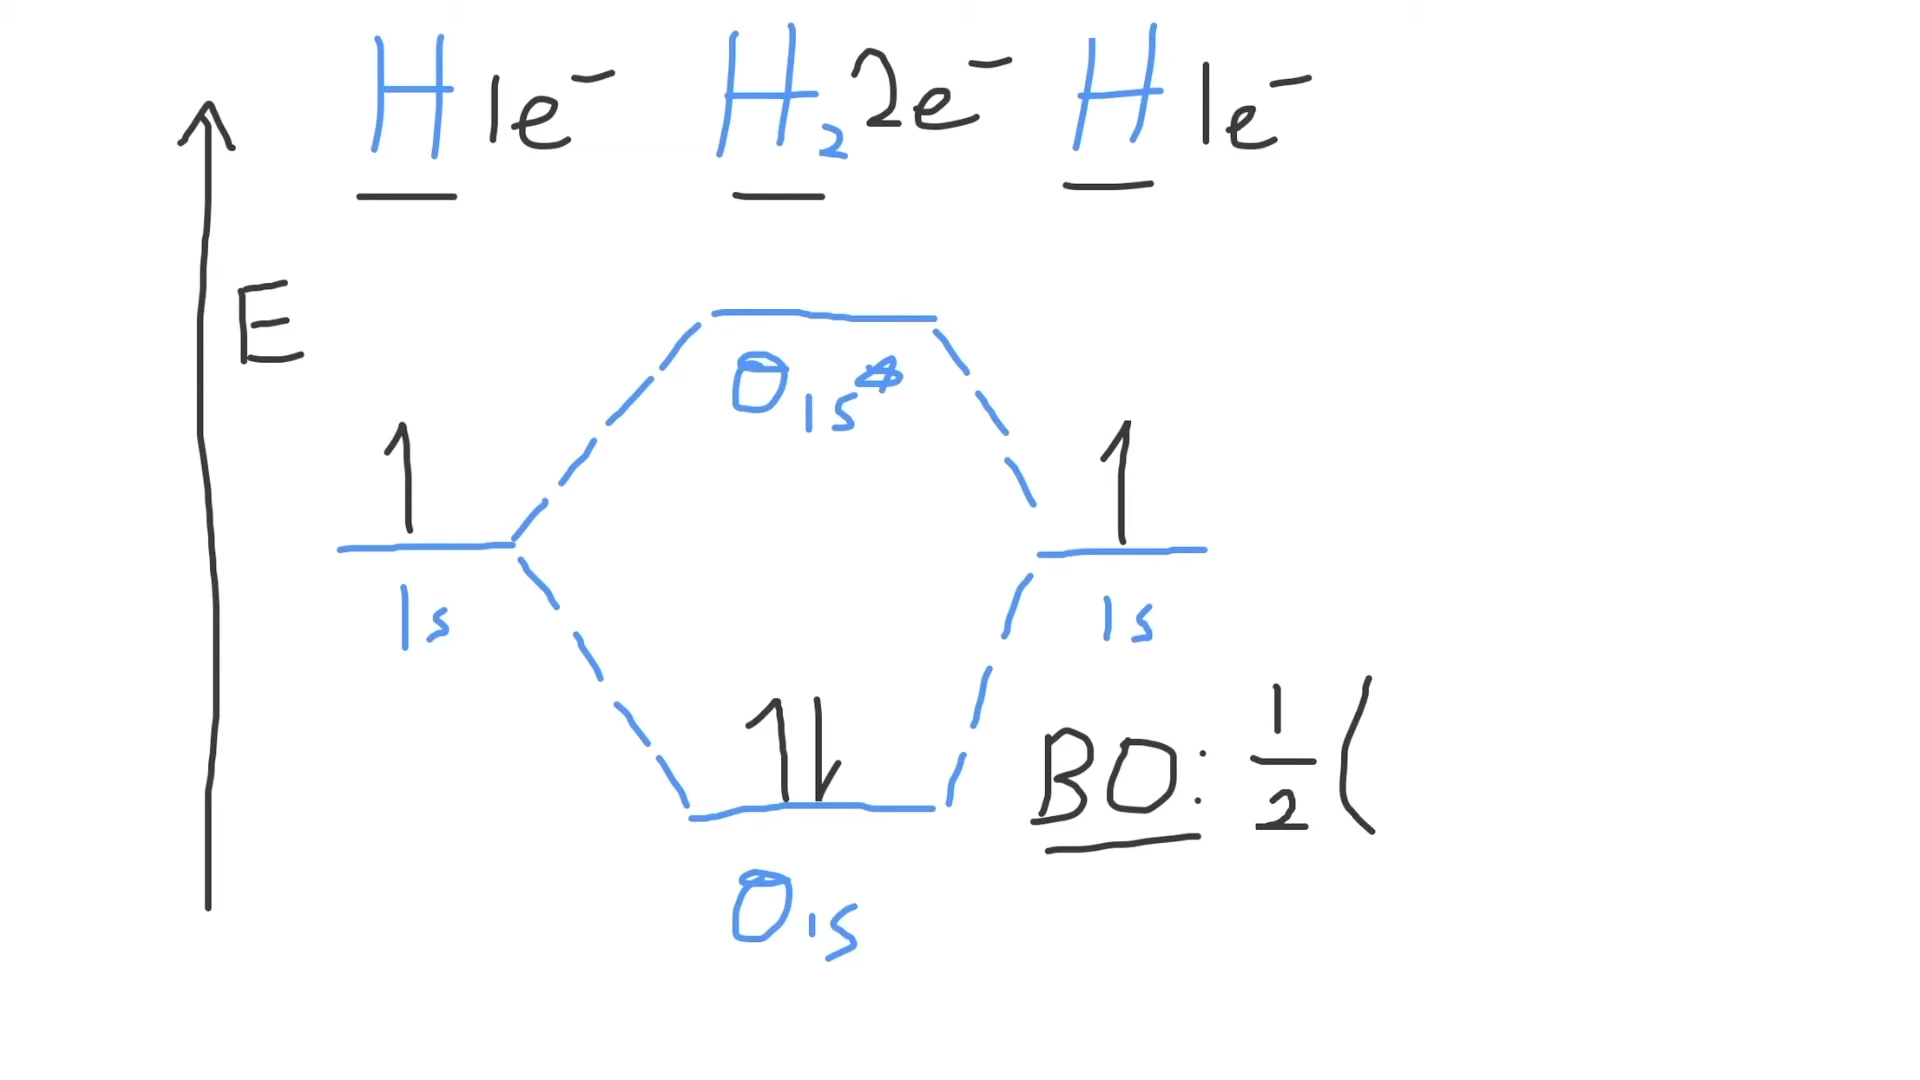 H 1e⁻ H₂ 2e⁻ H 1e⁻
E
σ1s*
1s 1s
BO: 1/2 (
σ1s